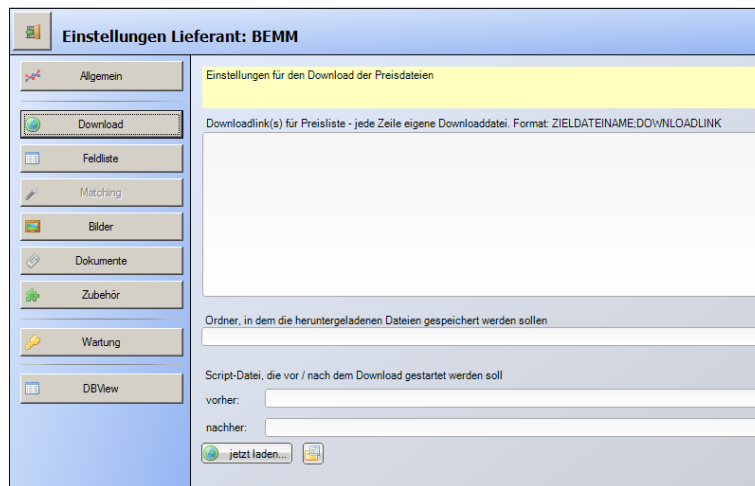 Einstellungen Lieferant: BEMM
Allgemein
Download
Feldliste
Matching
Bilder
Dokumente
Zubehör
Wartung
DBView
Einstellungen für den Download der Preisdateien
Downloadlink(s) für Preisliste - jede Zeile eigene Downloaddatei. Format: ZIELDATEINAME;DOWNLOADLINK
Ordner, in dem die heruntergeladenen Dateien gespeichert werden sollen
Script-Datei, die vor / nach dem Download gestartet werden soll
vorher:
nachher:
jetzt laden...